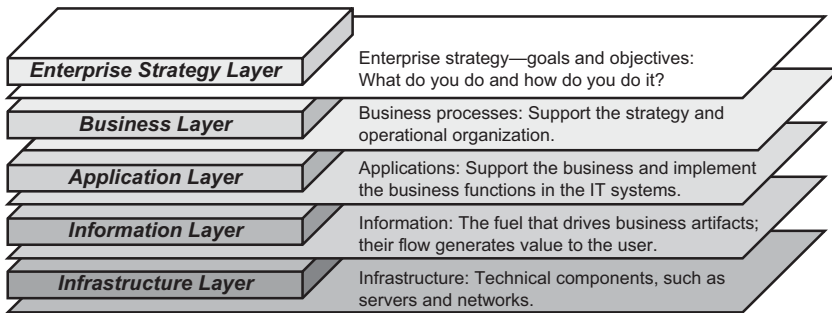 Enterprise Strategy Layer
Enterprise strategy—goals and objectives:
What do you do and how do you do it?
Business Layer
Business processes: Support the strategy and
operational organization.
Application Layer
Applications: Support the business and implement
the business functions in the IT systems.
Information Layer
Information: The fuel that drives business artifacts;
their flow generates value to the user.
Infrastructure Layer
Infrastructure: Technical components, such as
servers and networks.